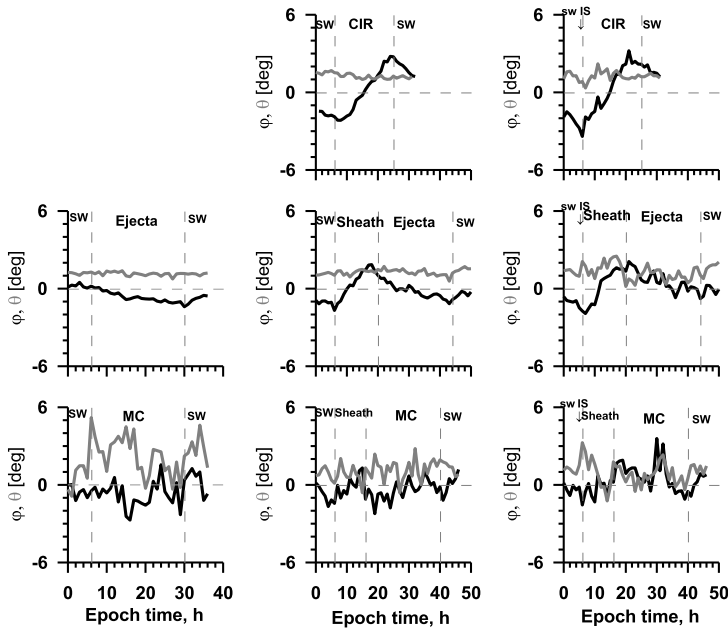 6
SW
CIR
SW
φ, θ [deg]
0
-6
6
sw IS
↓
CIR
SW
φ, θ [deg]
0
-6
6
SW
Ejecta
SW
φ, θ [deg]
0
-6
6
SW
Sheath
Ejecta
SW
φ, θ [deg]
0
-6
6
sw IS
↓Sheath
Ejecta
SW
φ, θ [deg]
0
-6
6
SW
MC
SW
φ, θ [deg]
0
-6
0 10 20 30 40
Epoch time, h
6
SW
Sheath
MC
SW
φ, θ [deg]
0
-6
0 10 20 30 40 50
Epoch time, h
6
sw IS
↓Sheath
MC
SW
φ, θ [deg]
0
-6
0 10 20 30 40 50
Epoch time, h